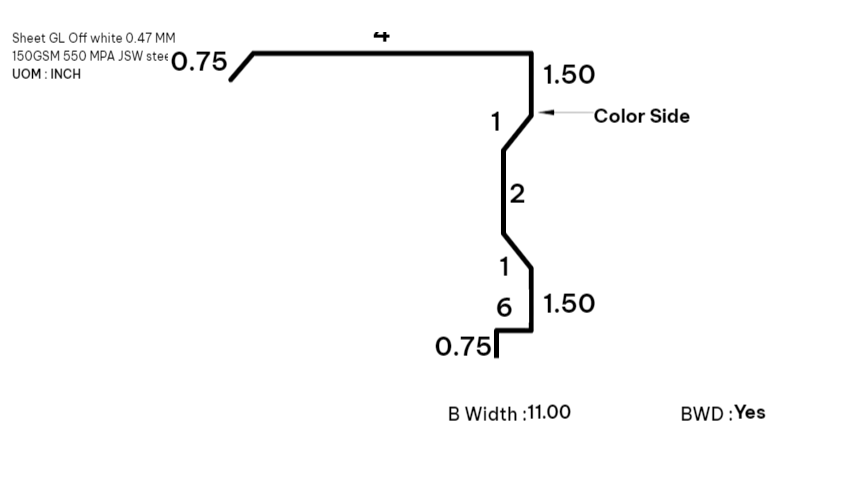 Sheet GL Off white 0.47 MM
150GSM 550 MPA JSW stee
UOM : INCH
0.75
4
1.50
Color Side
1
2
1
6
1.50
0.75
B Width :11.00
BWD :Yes